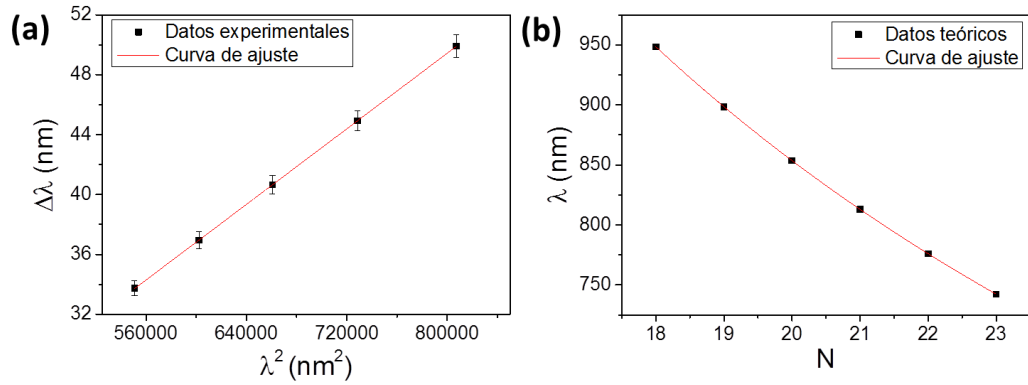 (a)
Datos experimentales
Curva de ajuste
52
48
44
40
36
32
Δλ (nm)
560000 640000 720000 800000
λ² (nm²)
(b)
Datos teóricos
Curva de ajuste
950
900
850
800
750
λ (nm)
18 19 20 21 22 23
N